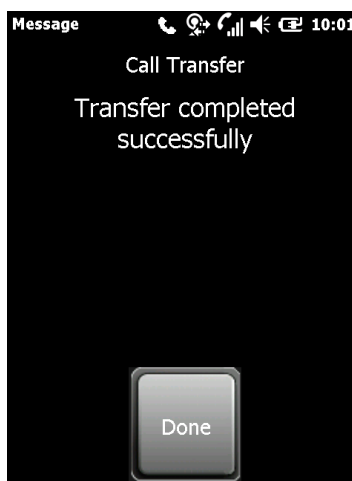 Message 10:01
Call Transfer
Transfer completed
successfully
Done